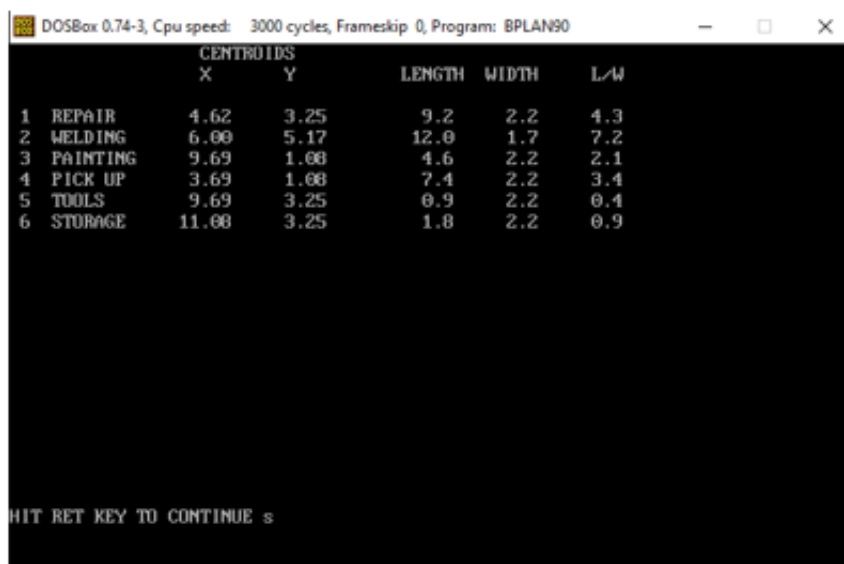 DOSBox 0.74-3, Cpu speed: 3000 cycles, Frameskip 0, Program: BPLAN90
CENTROIDS
X Y LENGTH WIDTH L/W
1 REPAIR 4.62 3.25 9.2 2.2 4.3
2 WELDING 6.00 5.17 12.0 1.7 7.2
3 PAINTING 9.69 1.08 4.6 2.2 2.1
4 PICK UP 3.69 1.08 7.4 2.2 3.4
5 TOOLS 9.69 3.25 0.9 2.2 0.4
6 STORAGE 11.08 3.25 1.8 2.2 0.9
HIT RET KEY TO CONTINUE s